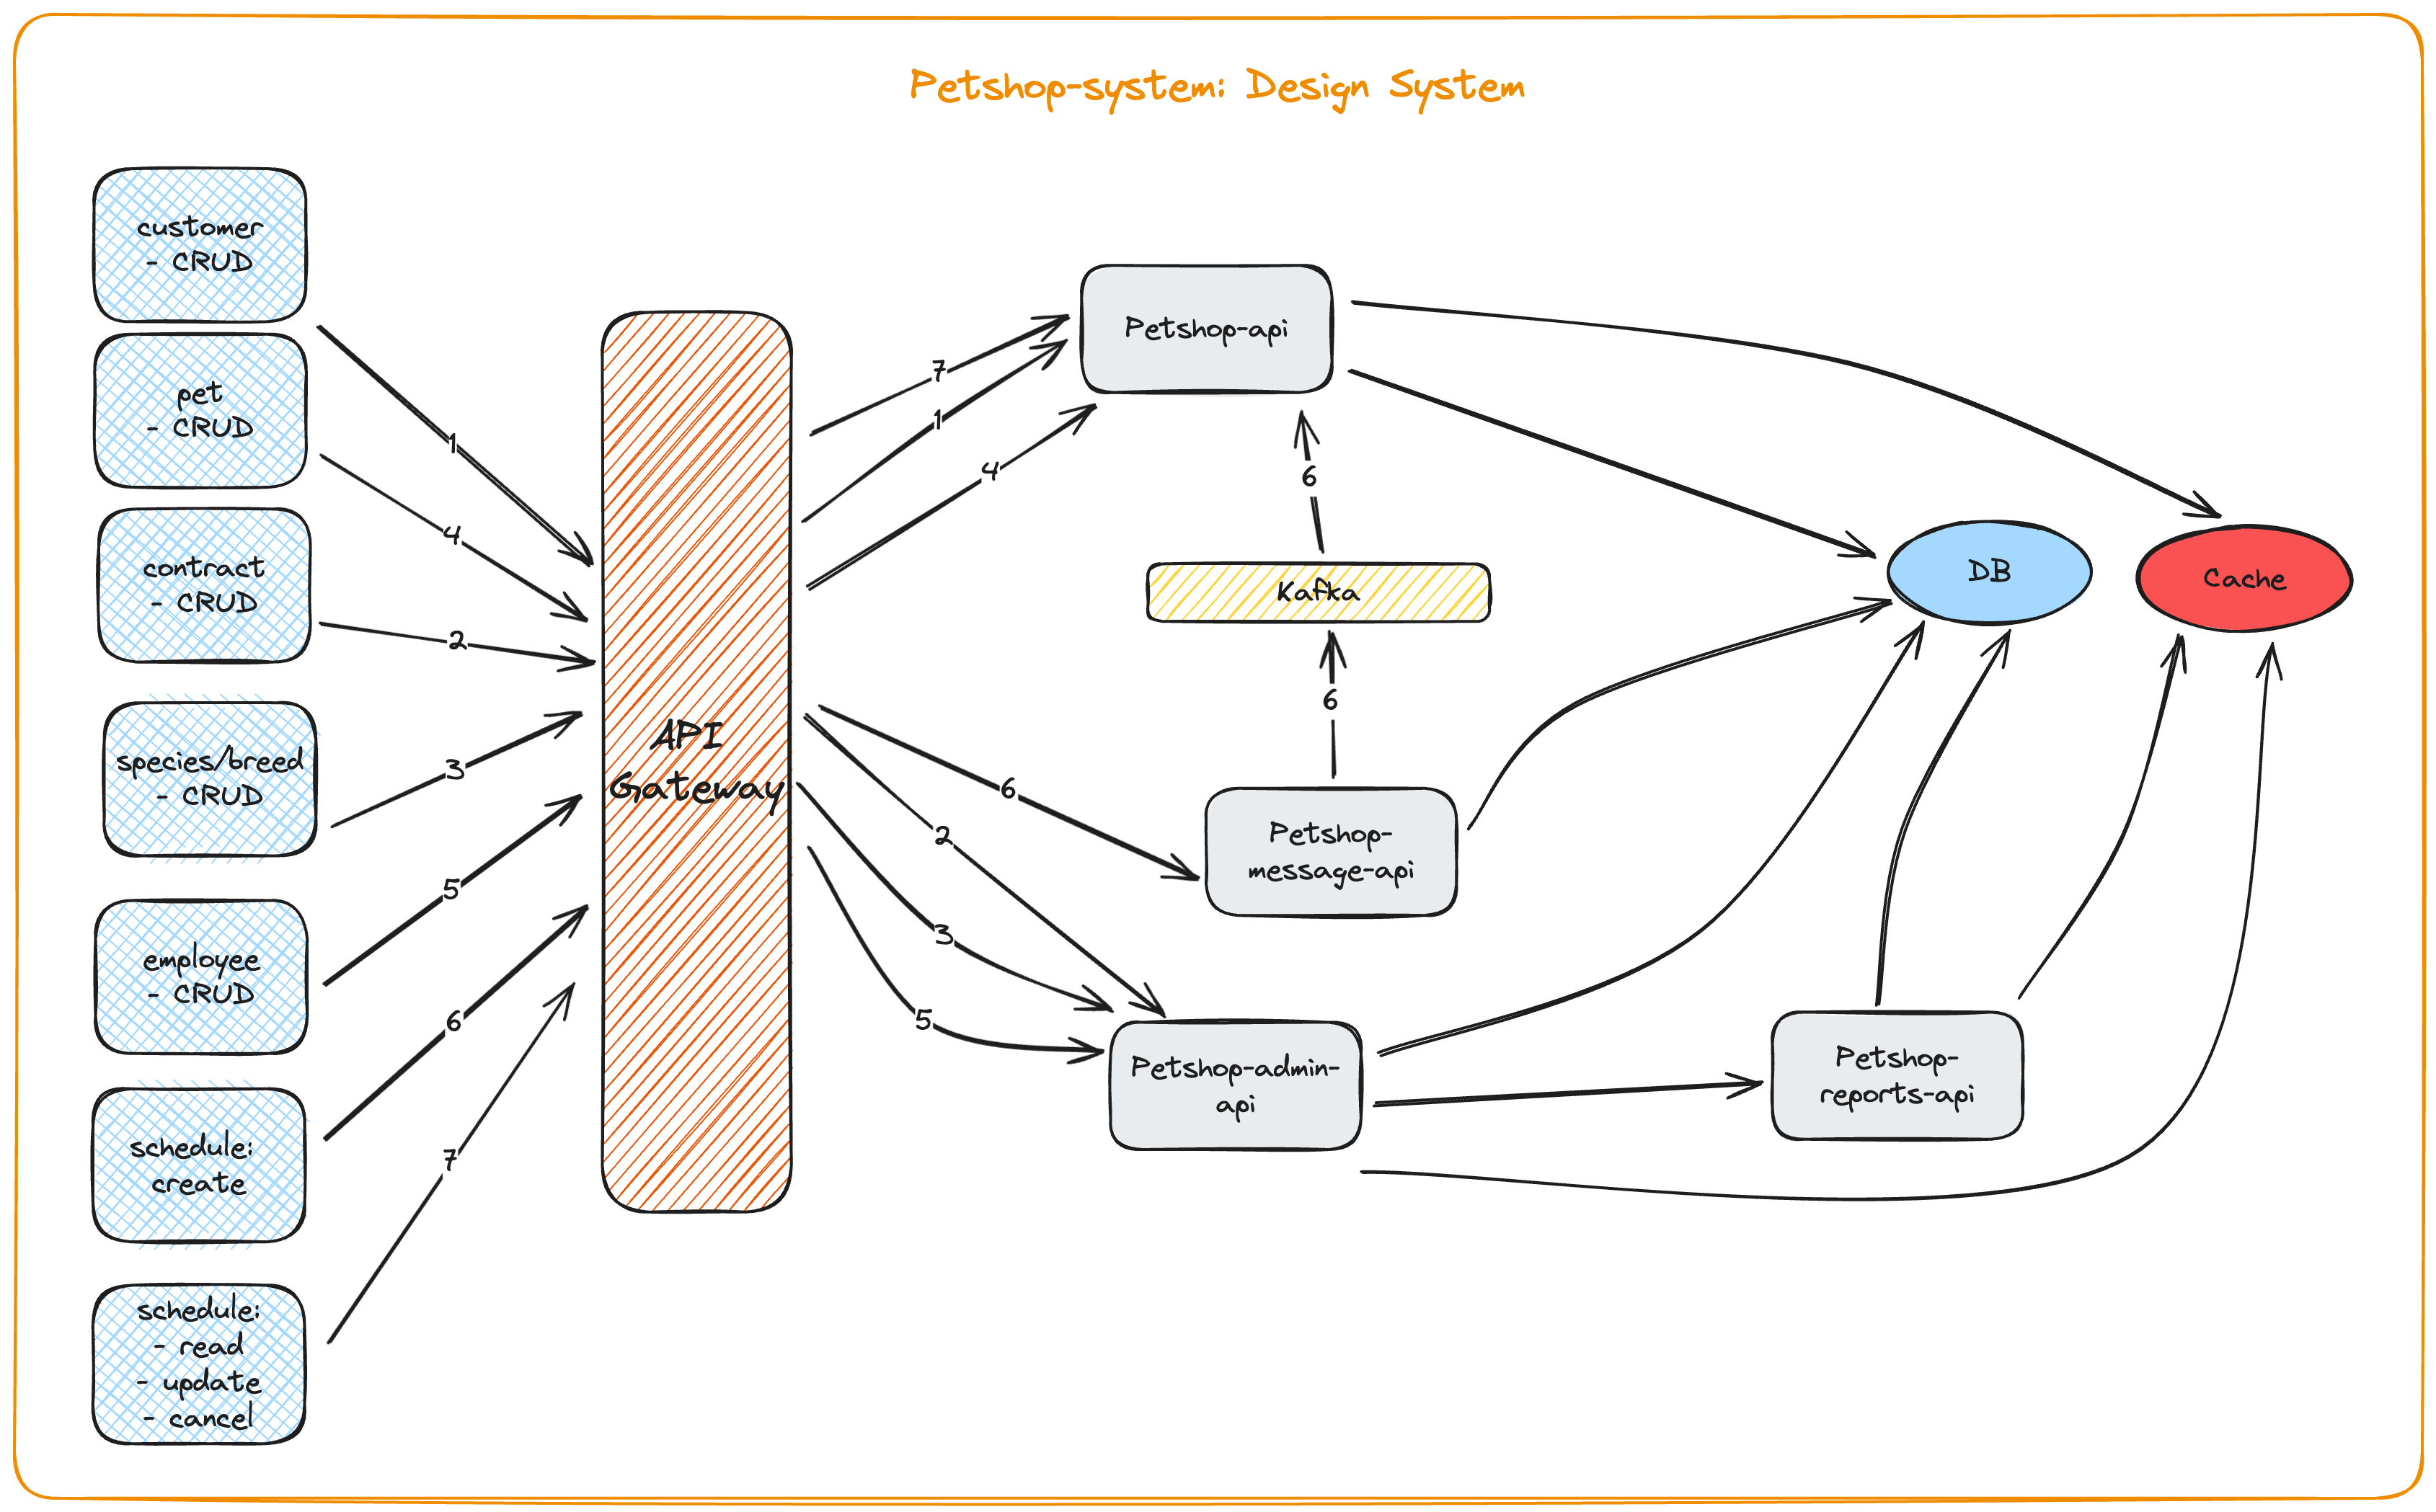 Petshop-system: Design System
customer
- CRUD
pet
- CRUD
contract
- CRUD
species/breed
- CRUD
employee
- CRUD
schedule:
create
schedule:
- read
- update
- cancel
1
4
2
3
5
6
7
API
Gateway
7
1
4
6
2
3
5
Petshop-api
6
Kafka
6
Petshop-
message-api
Petshop-admin-
api
Petshop-
reports-api
DB
Cache